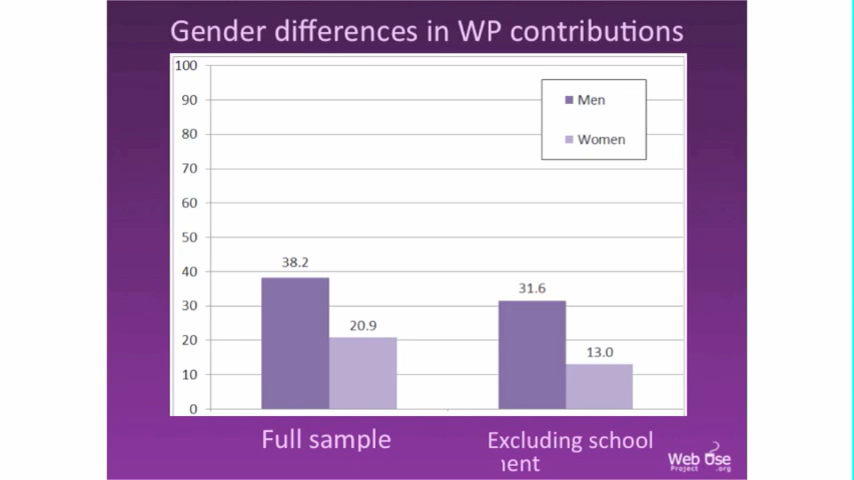 Gender differences in WP contributions
100
90
80
70
60
50
40
30
20
10
0
Men
Women
38.2
20.9
31.6
13.0
Full sample
Excluding school
Web Use
Project .org